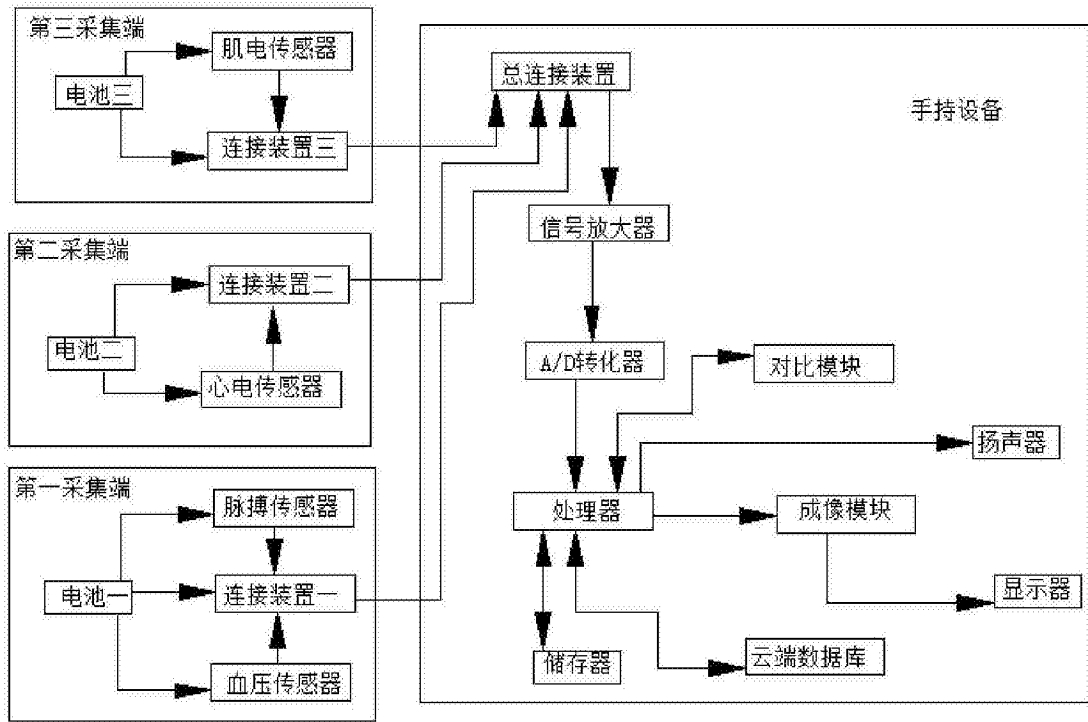 第三采集端
肌电传感器
电池三
连接装置三
第二采集端
连接装置二
电池二
心电传感器
第一采集端
脉搏传感器
电池一
连接装置一
血压传感器
总连接装置
手持设备
信号放大器
A/D转化器
对比模块
扬声器
处理器
成像模块
显示器
储存器
云端数据库